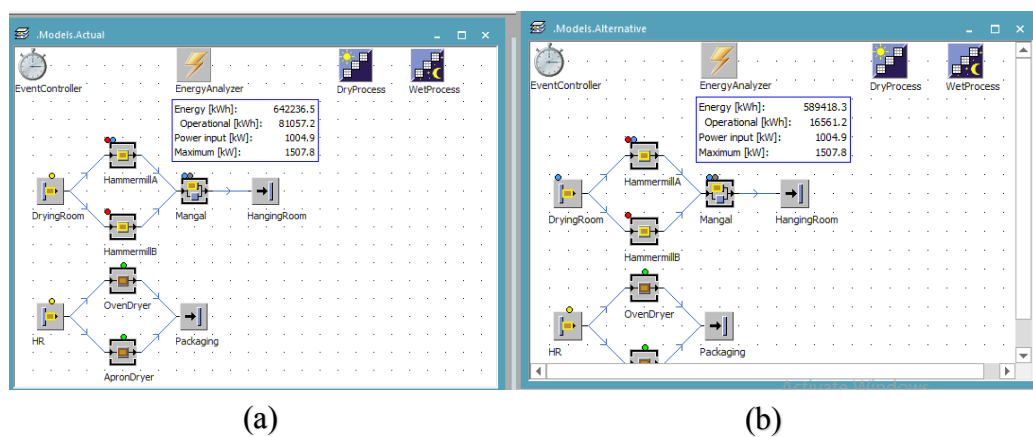 .Models.Actual
EventController
EnergyAnalyzer
DryProcess
WetProcess
Energy [kWh]: 642236.5
Operational [kWh]: 81057.2
Power input [kW]: 1004.9
Maximum [kW]: 1507.8
HammermillA
DryingRoom
Mangal
HangingRoom
HammermillB
OvenDryer
HR
Packaging
ApronDryer
(a)
.Models.Alternative
EventController
EnergyAnalyzer
DryProcess
WetProcess
Energy [kWh]: 589418.3
Operational [kWh]: 16561.2
Power input [kW]: 1004.9
Maximum [kW]: 1507.8
HammermillA
DryingRoom
Mangal
HangingRoom
HammermillB
OvenDryer
HR
Packaging
Activate Windows
(b)